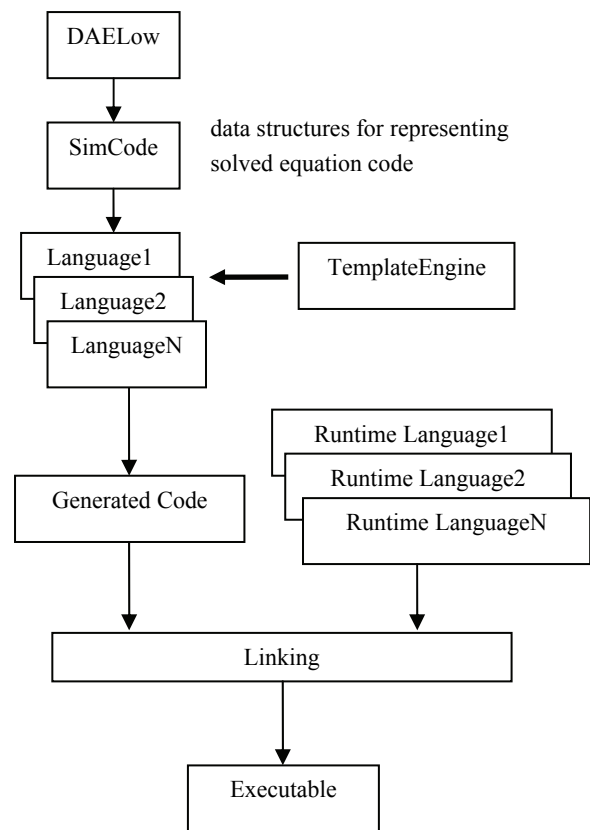 DAELow
SimCode
data structures for representing
solved equation code
Language1
Language2
LanguageN
TemplateEngine
Runtime Language1
Runtime Language2
Runtime LanguageN
Generated Code
Linking
Executable